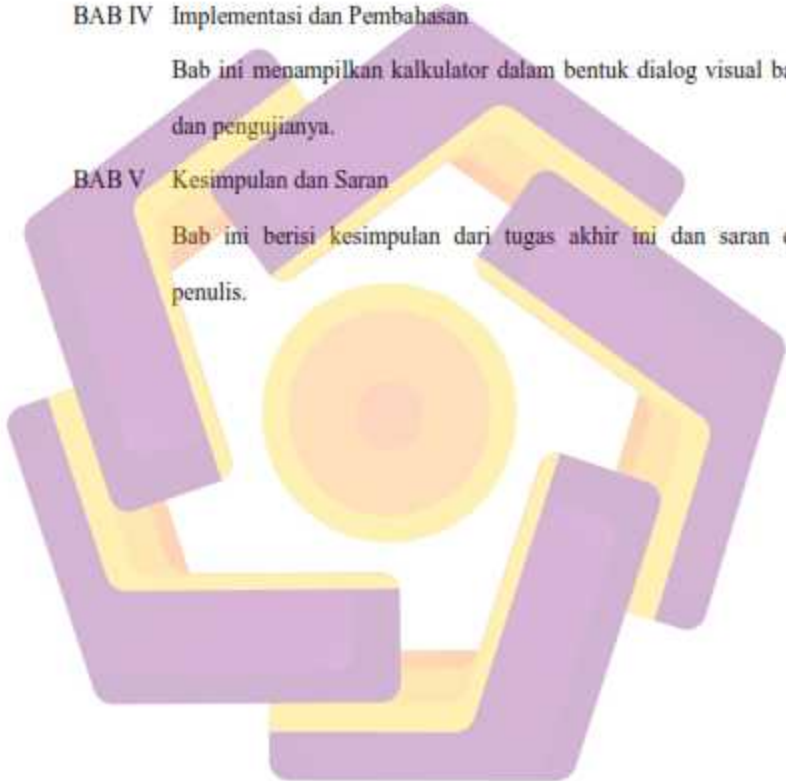 BAB IV Implementasi dan Pembahasan
Bab ini menampilkan kalkulator dalam bentuk dialog visual
dan pengujianya.
BAB V Kesimpulan dan Saran
Bab ini berisi kesimpulan dari tugas akhir ini dan saran
penulis.